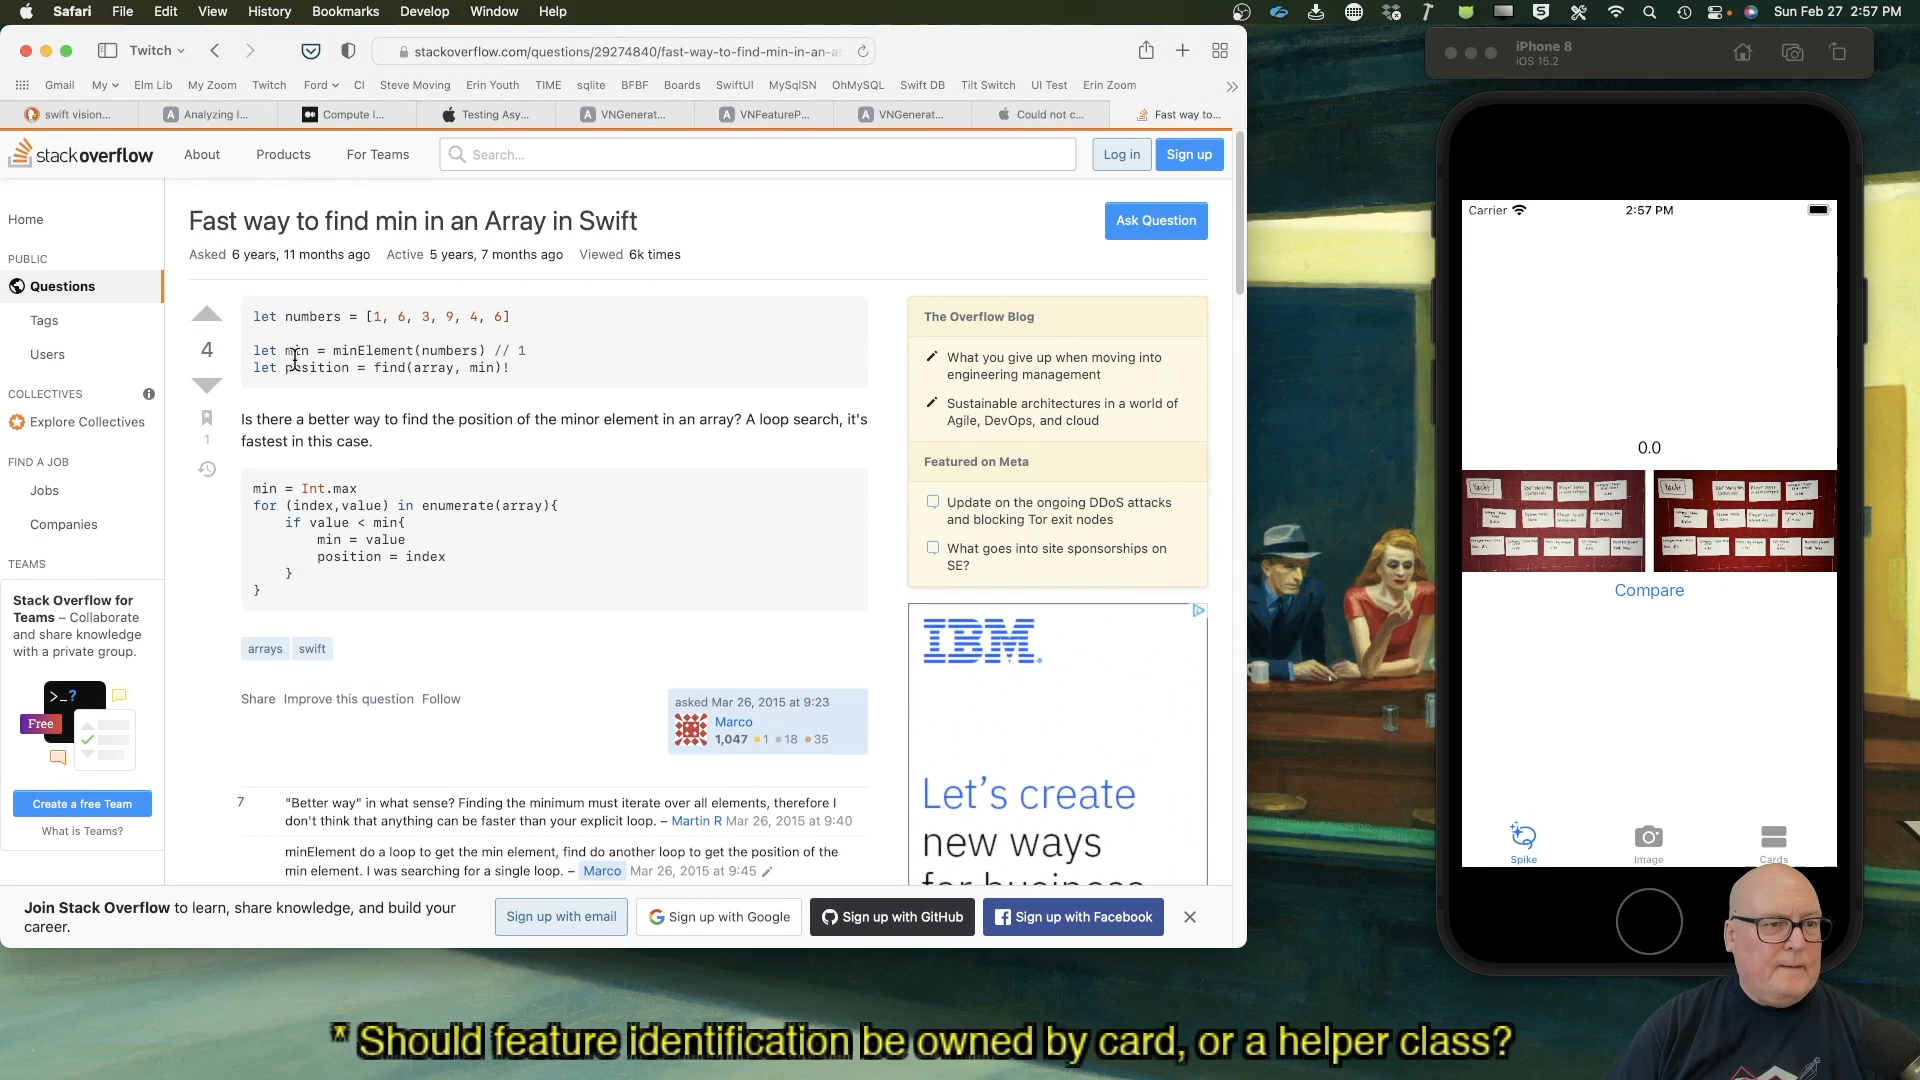 Safari File Edit View History Bookmarks Develop Window Help
Sun Feb 27 2:57 PM
Twitch
stackoverflow.com/questions/29274840/fast-way-to-find-min-in-an-ar
Gmail My Elm Lib My Zoom Twitch Ford CI Steve Moving Erin Youth TIME sqlite BFBF Boards SwiftUI MySqlSN OhMySQL Swift DB Tilt Switch UI Test Erin Zoom
swift vision... Analyzing I... Compute I... Testing Asy... VNGenerat... VNFeatureP... VNGenerat... Could not c... Fast way to...
stackoverflow About Products For Teams Search... Log in Sign up
Home
PUBLIC
Questions
Tags
Users
COLLECTIVES
Explore Collectives
FIND A JOB
Jobs
Companies
TEAMS
Stack Overflow for
Teams – Collaborate
and share knowledge
with a private group.
>_?
Free
Create a free Team
What is Teams?
Fast way to find min in an Array in Swift
Ask Question
Asked 6 years, 11 months ago Active 5 years, 7 months ago Viewed 6k times
4
1
let numbers = [1, 6, 3, 9, 4, 6]
let min = minElement(numbers) // 1
let position = find(array, min)!
Is there a better way to find the position of the minor element in an array? A loop search, it's
fastest in this case.
min = Int.max
for (index,value) in enumerate(array){
if value < min{
min = value
position = index
}
}
arrays swift
Share Improve this question Follow
asked Mar 26, 2015 at 9:23
Marco
1,047 1 18 35
7
"Better way" in what sense? Finding the minimum must iterate over all elements, therefore I
don't think that anything can be faster than your explicit loop. – Martin R Mar 26, 2015 at 9:40
minElement do a loop to get the min element, find do another loop to get the position of the
min element. I was searching for a single loop. – Marco Mar 26, 2015 at 9:45
The Overflow Blog
What you give up when moving into
engineering management
Sustainable architectures in a world of
Agile, DevOps, and cloud
Featured on Meta
Update on the ongoing DDoS attacks
and blocking Tor exit nodes
What goes into site sponsorships on
SE?
IBM
Let's create
new ways
for business
Join Stack Overflow to learn, share knowledge, and build your
career.
Sign up with email Sign up with Google Sign up with GitHub Sign up with Facebook
iPhone 8
iOS 15.2
Carrier 2:57 PM
0.0
Yacht
Yacht
Compare
Spike Image Cards
* Should feature identification be owned by card, or a helper class?